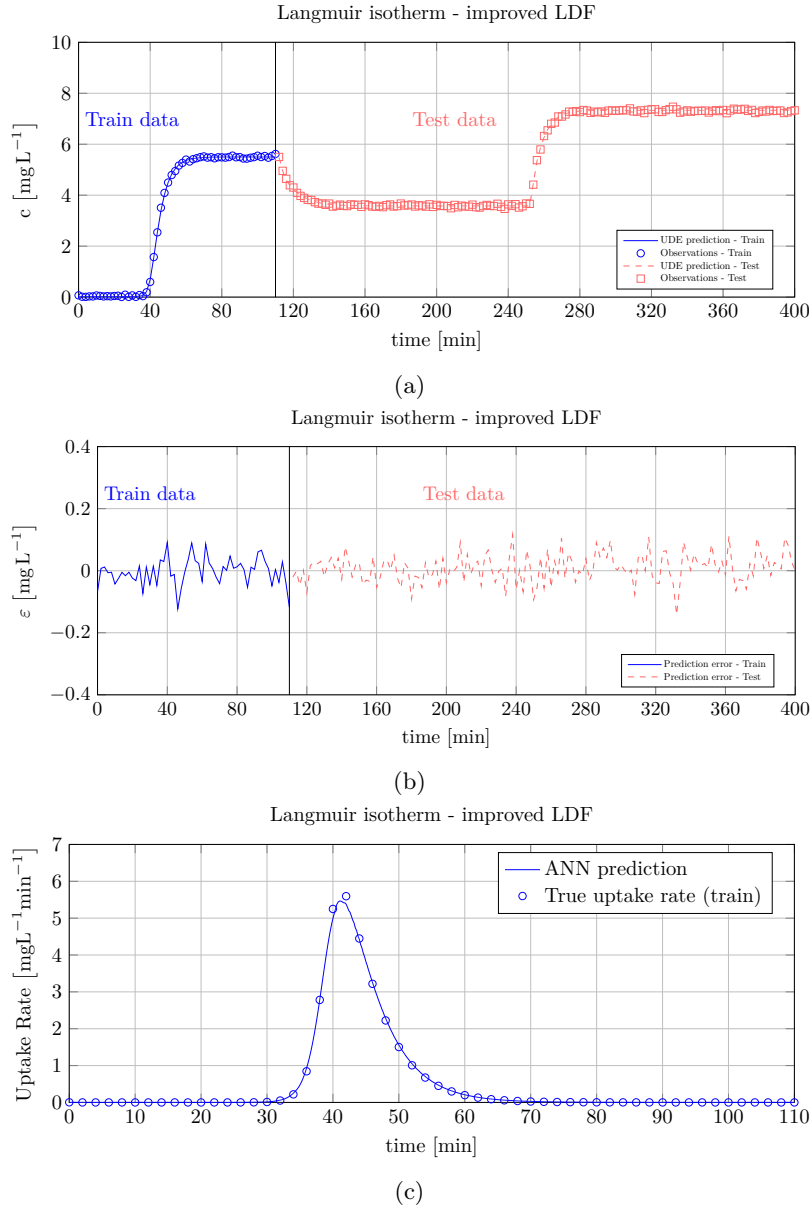 Langmuir isotherm - improved LDF
10
8
6
4
2
0
c [mg L⁻¹]
Train data
Test data
UDE prediction - Train
Observations - Train
UDE prediction - Test
Observations - Test
0 40 80 120 160 200 240 280 320 360 400
time [min]
(a)
Langmuir isotherm - improved LDF
0.4
0.2
0
−0.2
−0.4
ε [mg L⁻¹]
Train data
Test data
Prediction error - Train
Prediction error - Test
0 40 80 120 160 200 240 280 320 360 400
time [min]
(b)
Langmuir isotherm - improved LDF
7
6
5
4
3
2
1
0
Uptake Rate [mgL⁻¹min⁻¹]
ANN prediction
True uptake rate (train)
0 10 20 30 40 50 60 70 80 90 100 110
time [min]
(c)